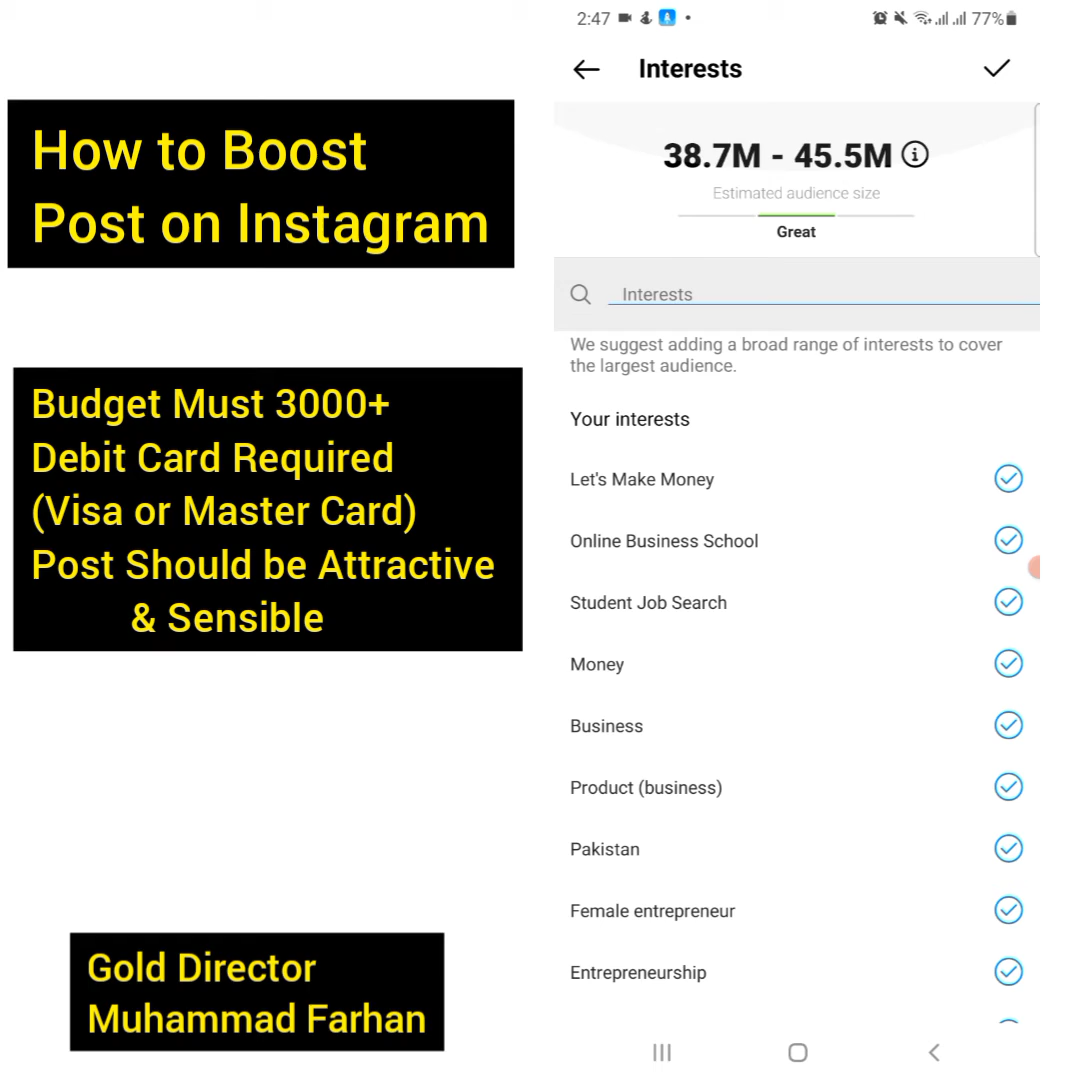 How to Boost
Post on Instagram
Budget Must 3000+
Debit Card Required
(Visa or Master Card)
Post Should be Attractive
& Sensible
Gold Director
Muhammad Farhan
2:47
77%
Interests
38.7M - 45.5M
Estimated audience size
Great
Interests
We suggest adding a broad range of interests to cover
the largest audience.
Your interests
Let's Make Money
Online Business School
Student Job Search
Money
Business
Product (business)
Pakistan
Female entrepreneur
Entrepreneurship